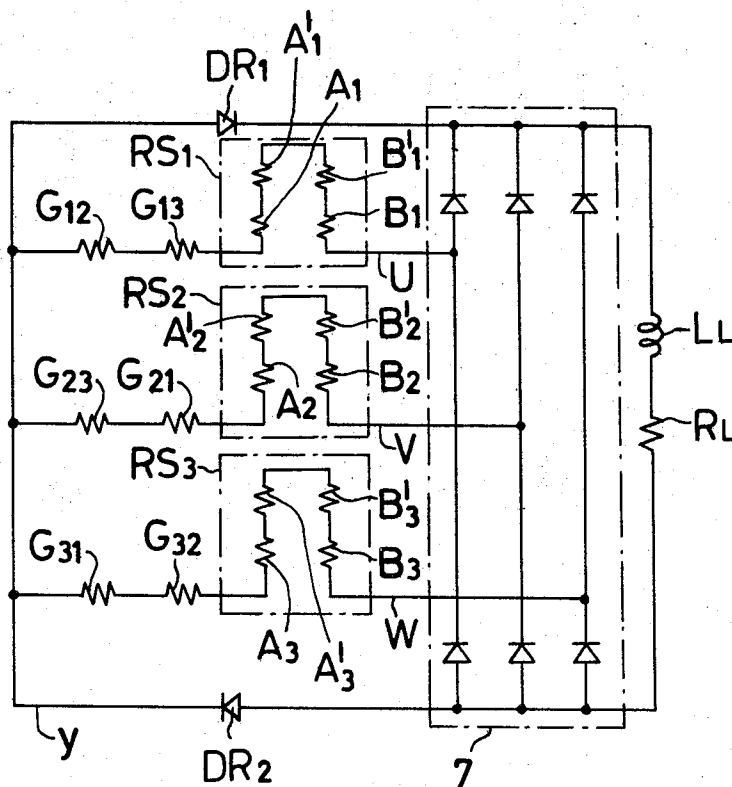 A'1
DR1
A1
RS1
B'1
G12
G13
B1
U
RS2
A'2
B'2
LL
G23
G21
A2
B2
RL
V
RS3
B'3
G31
G32
B3
W
A3
A'3
y
DR2
7